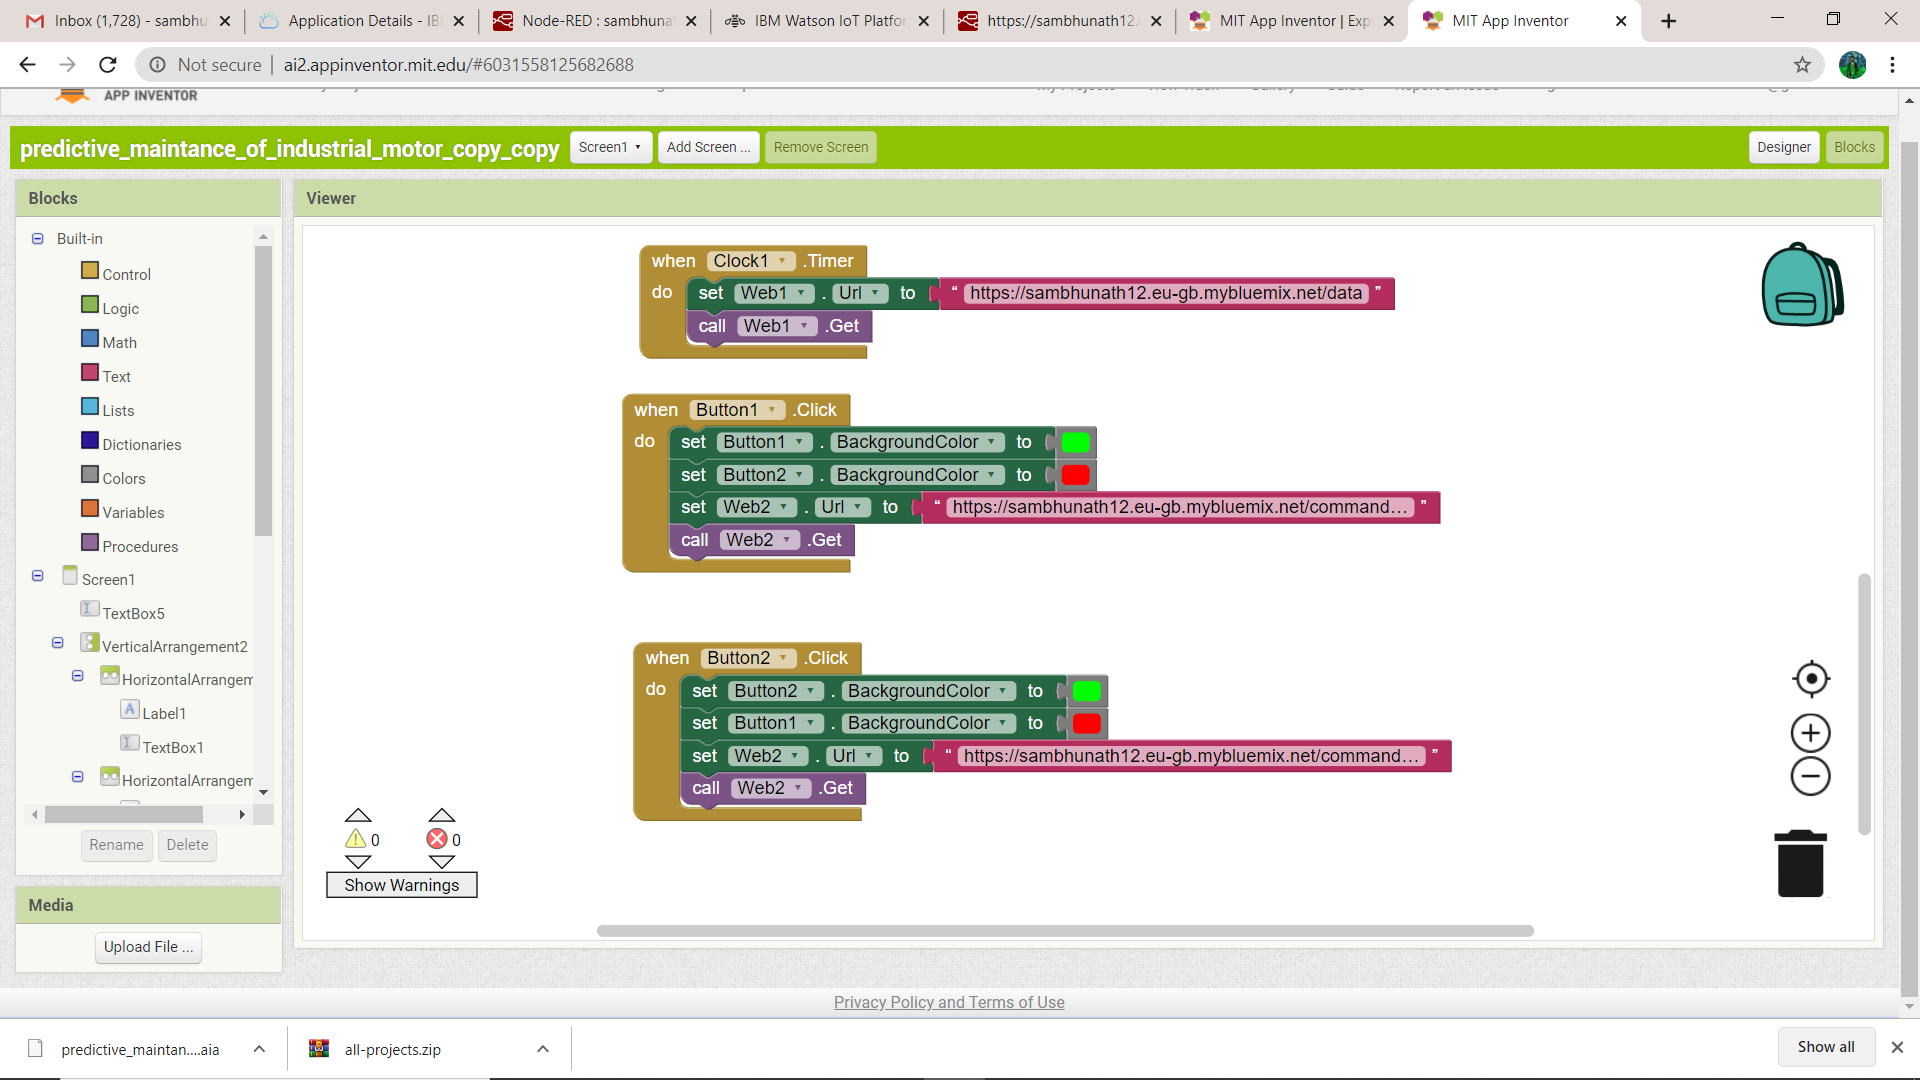 Inbox (1,728) - sambhu
Application Details - IB
Node-RED : sambhuna
IBM Watson IoT Platfor
https://sambhunath12.
MIT App Inventor | Exp
MIT App Inventor
Not secure
ai2.appinventor.mit.edu/#6031558125682688
APP INVENTOR
predictive_maintance_of_industrial_motor_copy_copy
Screen1
Add Screen ...
Remove Screen
Designer
Blocks
Blocks
Built-in
Control
Logic
Math
Text
Lists
Dictionaries
Colors
Variables
Procedures
Screen1
TextBox5
VerticalArrangement2
HorizontalArrangem
Label1
TextBox1
HorizontalArrangem
Rename
Delete
Media
Upload File ...
Viewer
when Clock1 .Timer
do set Web1 . Url to “ https://sambhunath12.eu-gb.mybluemix.net/data ”
call Web1 .Get
when Button1 .Click
do set Button1 . BackgroundColor to
set Button2 . BackgroundColor to
set Web2 . Url to “ https://sambhunath12.eu-gb.mybluemix.net/command... ”
call Web2 .Get
when Button2 .Click
do set Button2 . BackgroundColor to
set Button1 . BackgroundColor to
set Web2 . Url to “ https://sambhunath12.eu-gb.mybluemix.net/command... ”
call Web2 .Get
0
0
Show Warnings
Privacy Policy and Terms of Use
predictive_maintan....aia
all-projects.zip
Show all